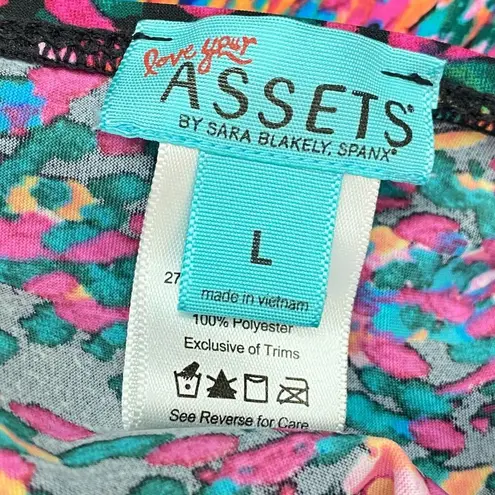 love your
ASSETS®
BY SARA BLAKELY, SPANX®
L
27
made in vietnam
100% Polyester
Exclusive of Trims
See Reverse for Care